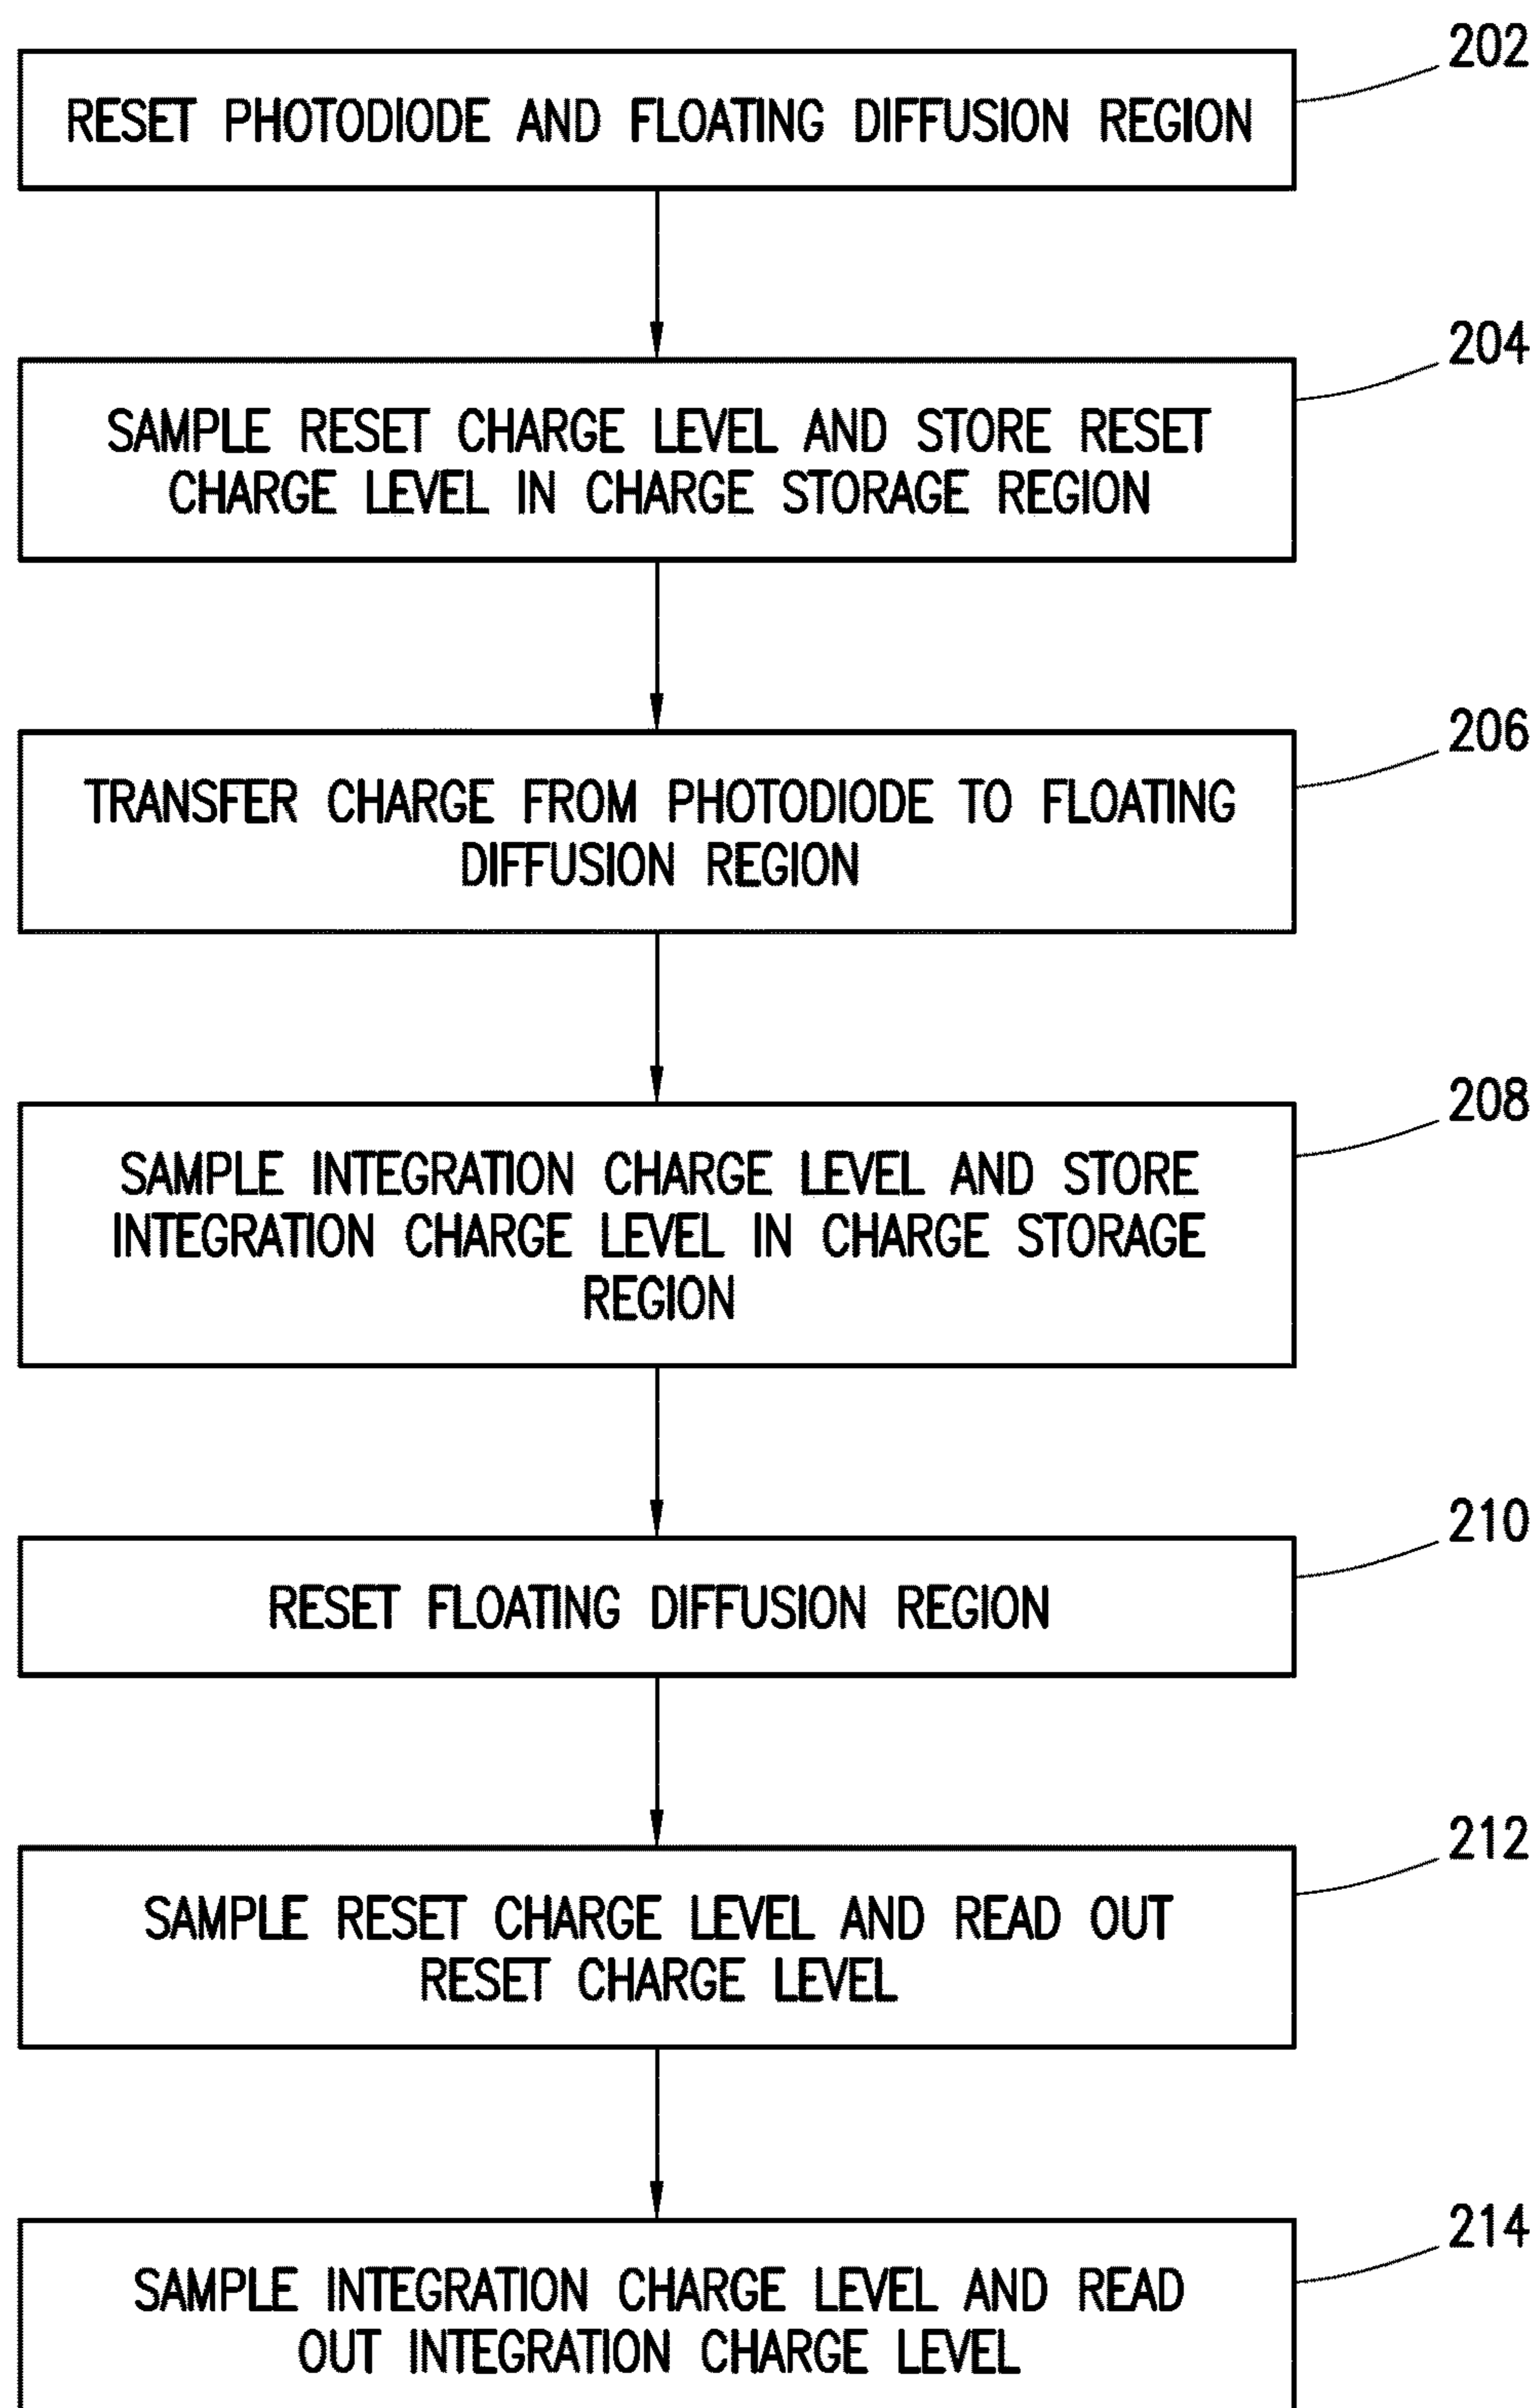 202
RESET PHOTODIODE AND FLOATING DIFFUSION REGION
204
SAMPLE RESET CHARGE LEVEL AND STORE RESET
CHARGE LEVEL IN CHARGE STORAGE REGION
206
TRANSFER CHARGE FROM PHOTODIODE TO FLOATING
DIFFUSION REGION
208
SAMPLE INTEGRATION CHARGE LEVEL AND STORE
INTEGRATION CHARGE LEVEL IN CHARGE STORAGE
REGION
210
RESET FLOATING DIFFUSION REGION
212
SAMPLE RESET CHARGE LEVEL AND READ OUT
RESET CHARGE LEVEL
214
SAMPLE INTEGRATION CHARGE LEVEL AND READ
OUT INTEGRATION CHARGE LEVEL